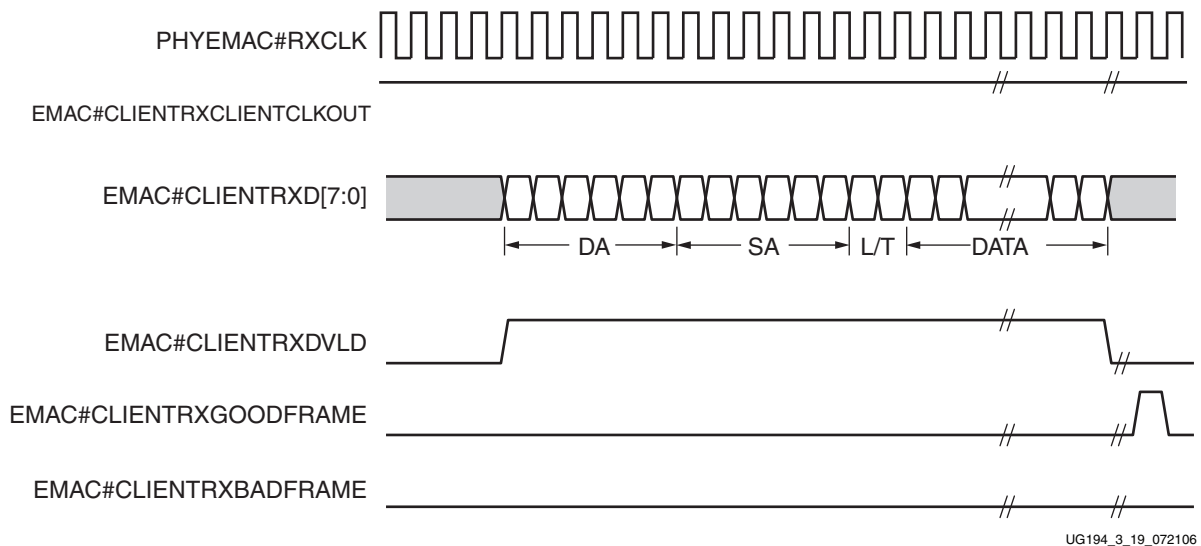 PHYEMAC#RXCLK
EMAC#CLIENTRXCLIENTCLKOUT
EMAC#CLIENTRXD[7:0]
DA SA L/T DATA
EMAC#CLIENTRXDVLD
EMAC#CLIENTRXGOODFRAME
EMAC#CLIENTRXBADFRAME
UG194_3_19_072106